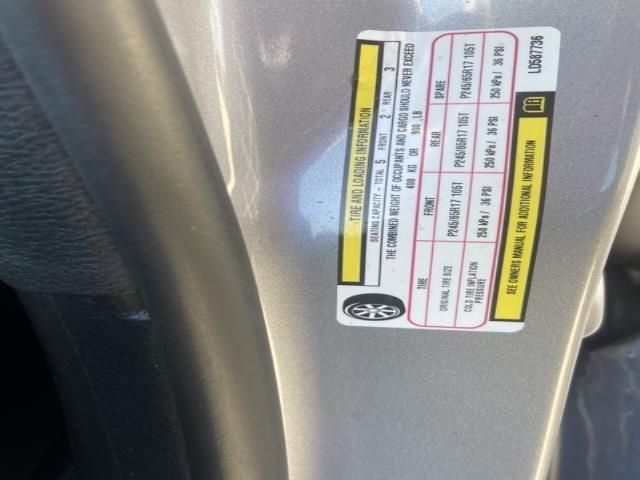 TIRE AND LOADING INFORMATION
SEATING CAPACITY - TOTAL 5 FRONT 2 REAR 3
THE COMBINED WEIGHT OF OCCUPANTS AND CARGO SHOULD NEVER EXCEED
408 KG OR 900 LB
TIRE FRONT REAR SPARE
ORIGINAL TIRE SIZE P245/65R17 105T P245/65R17 105T P245/65R17 105T
COLD TIRE INFLATION PRESSURE 250 kPa / 36 PSI 250 kPa / 36 PSI 250 kPa / 36 PSI
SEE OWNERS MANUAL FOR ADDITIONAL INFORMATION
LD587736